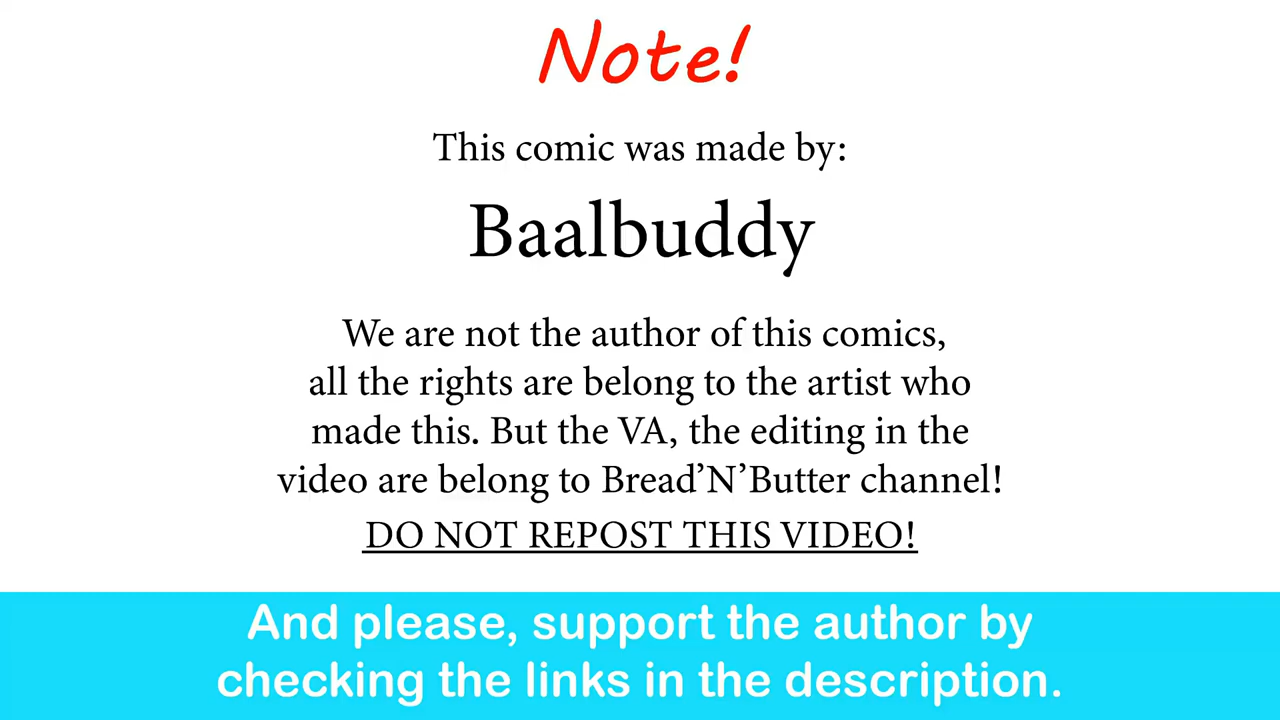 Note!
This comic was made by:
Baalbuddy
We are not the author of this comics,
all the rights are belong to the artist who
made this. But the VA, the editing in the
video are belong to Bread’N’Butter channel!
DO NOT REPOST THIS VIDEO!
And please, support the author by
checking the links in the description.